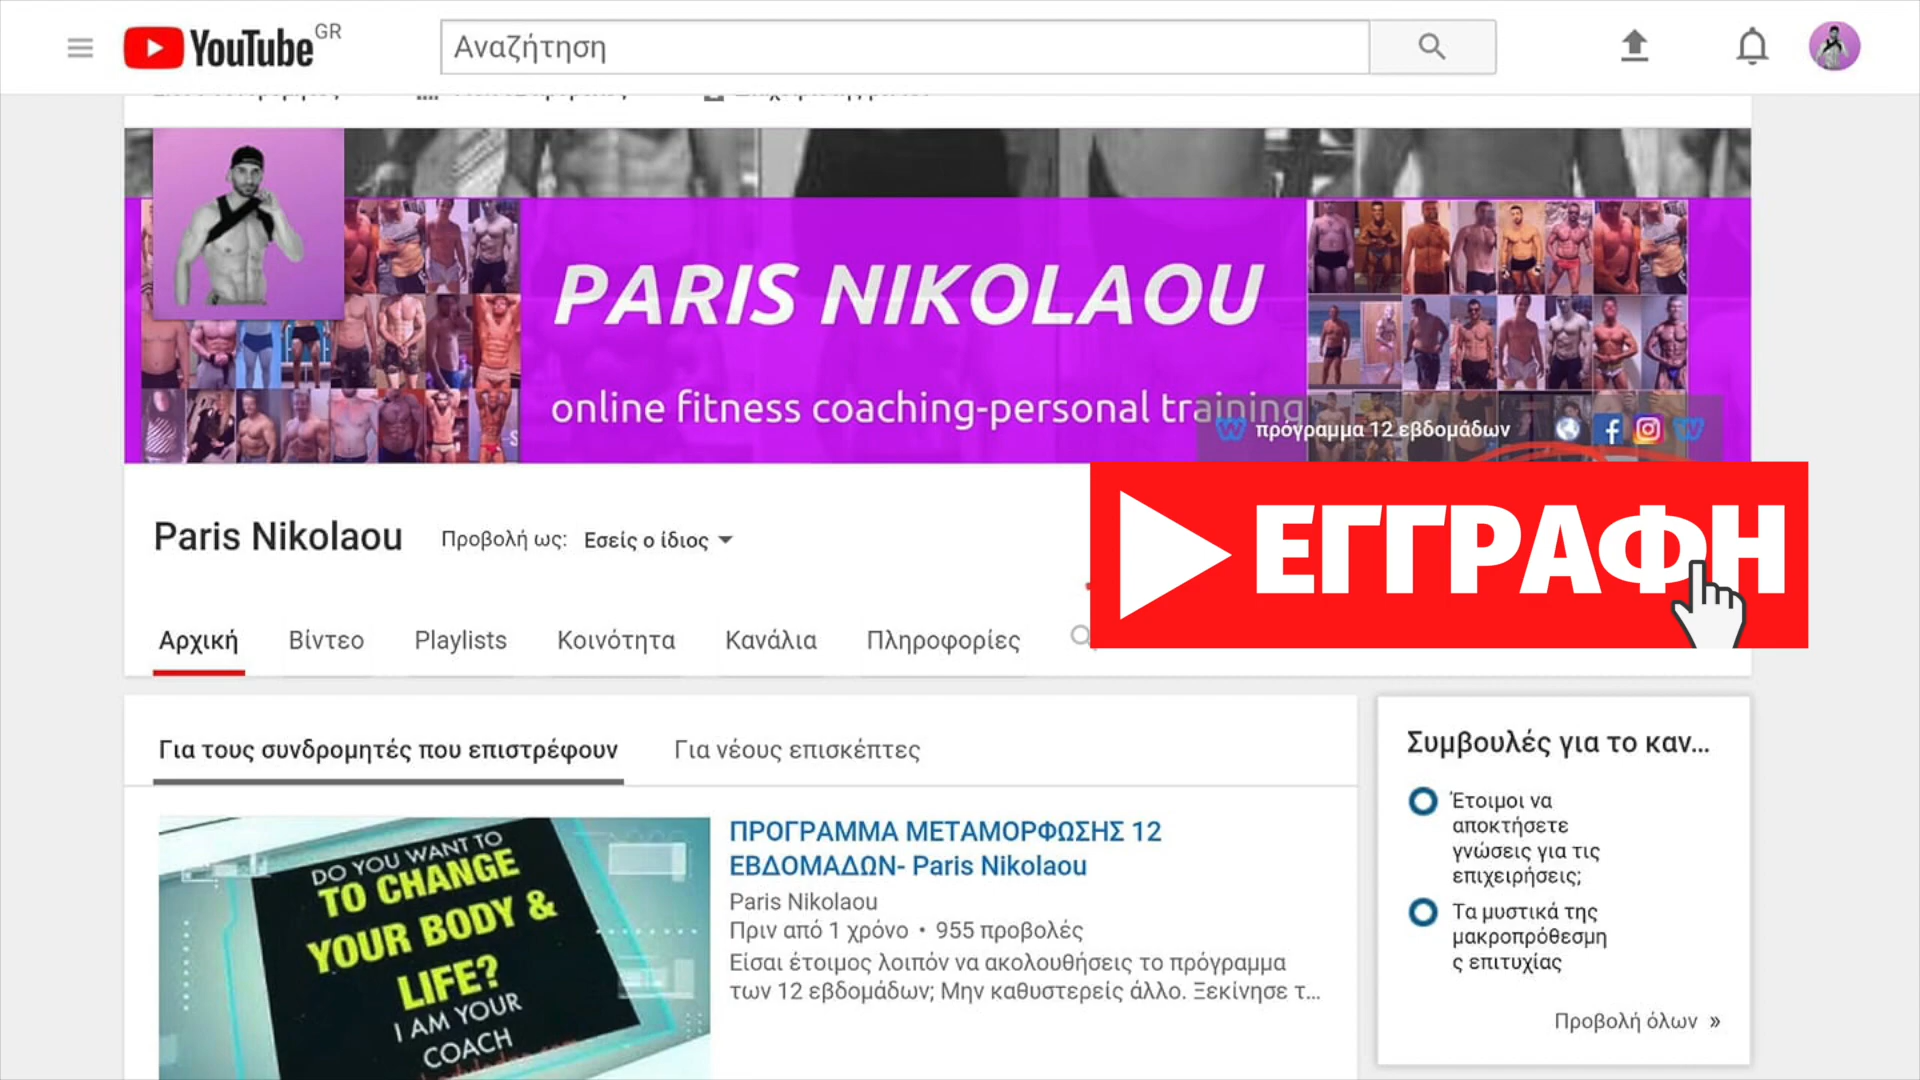 YouTube GR
Αναζήτηση
PARIS NIKOLAOU
online fitness coaching-personal training
πρόγραμμα 12 εβδομάδων
ΕΓΓΡΑΦΗ
Paris Nikolaou
Προβολή ως: Εσείς ο ίδιος
Αρχική Βίντεο Playlists Κοινότητα Κανάλια Πληροφορίες
Για τους συνδρομητές που επιστρέφουν Για νέους επισκέπτες
DO YOU WANT TO
TO CHANGE
YOUR BODY &
LIFE?
I AM YOUR
COACH
ΠΡΟΓΡΑΜΜΑ ΜΕΤΑΜΟΡΦΩΣΗΣ 12
ΕΒΔΟΜΑΔΩΝ- Paris Nikolaou
Paris Nikolaou
Πριν από 1 χρόνο • 955 προβολές
Είσαι έτοιμος λοιπόν να ακολουθήσεις το πρόγραμμα
των 12 εβδομάδων; Μην καθυστερείς άλλο. Ξεκίνησε τ...
Συμβουλές για το καν...
Έτοιμοι να
αποκτήσετε
γνώσεις για τις
επιχειρήσεις;
Τα μυστικά της
μακροπρόθεσμη
ς επιτυχίας
Προβολή όλων »